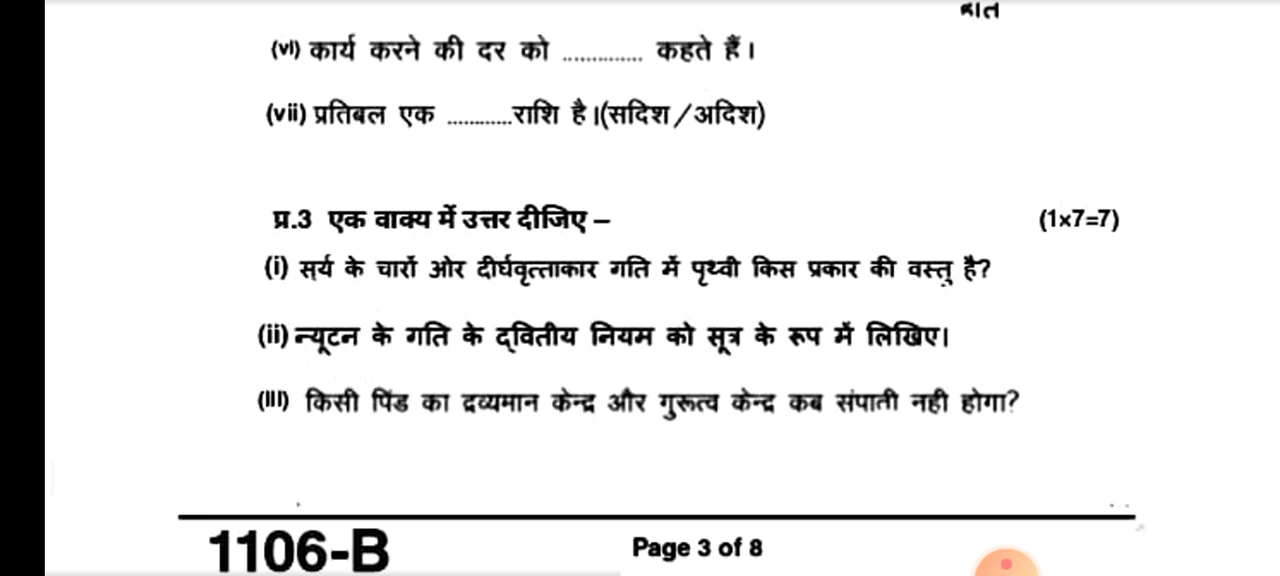 (vi) कार्य करने की दर को .............. कहते हैं।
(vii) प्रतिबल एक ............राशि है।(सदिश/अदिश)
प्र.3 एक वाक्य में उत्तर दीजिए – (1×7=7)
(i) सर्य के चारों ओर दीर्घवृत्ताकार गति में पृथ्वी किस प्रकार की वस्तु है?
(ii) न्यूटन के गति के द्वितीय नियम को सूत्र के रूप में लिखिए।
(III) किसी पिंड का द्रव्यमान केन्द्र और गुरूत्व केन्द्र कब संपाती नही होगा?
1106-B Page 3 of 8